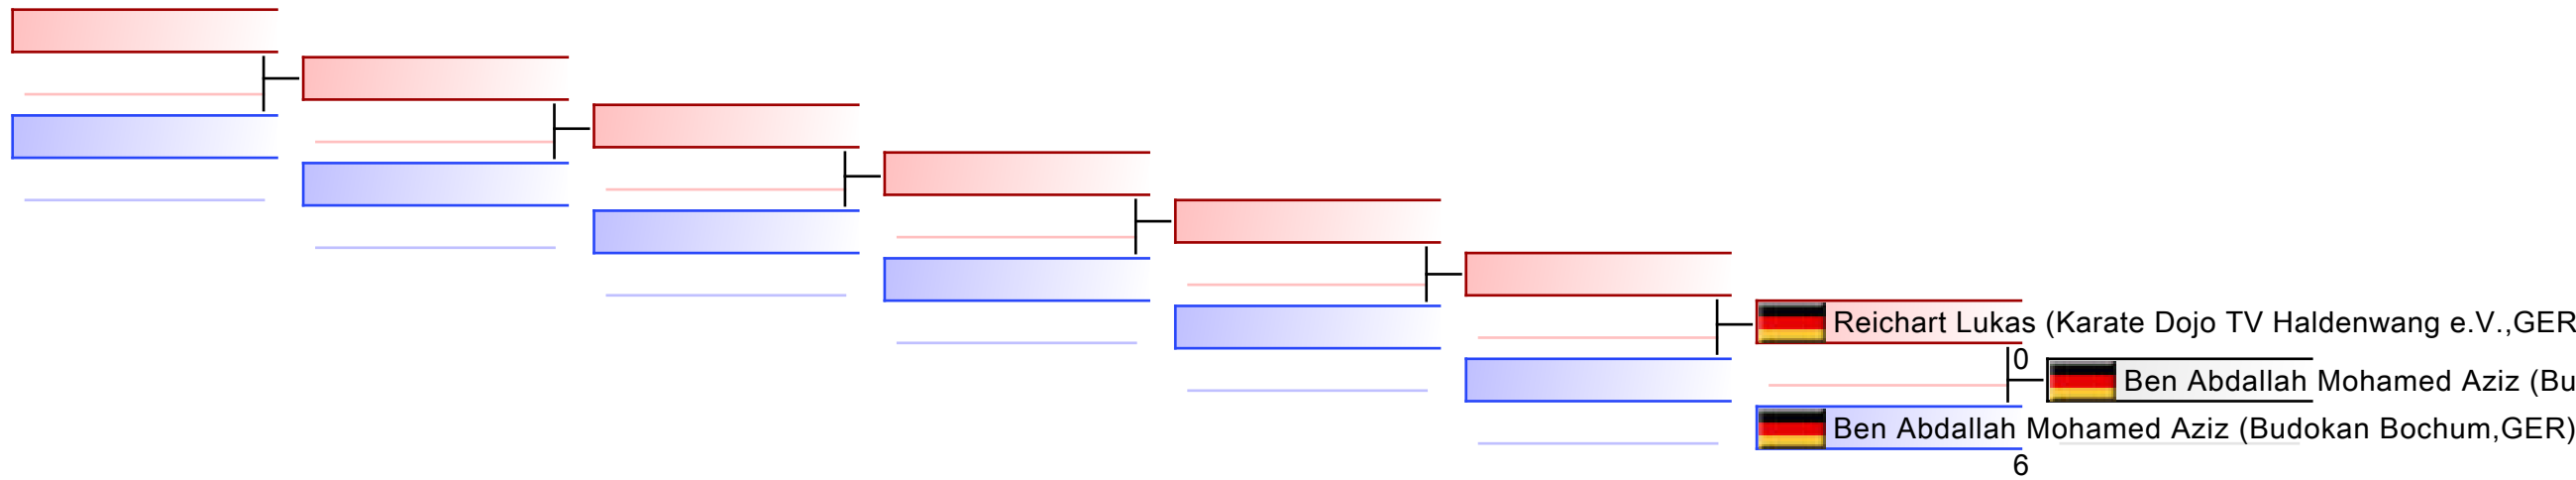 Reichart Lukas (Karate Dojo TV Haldenwang e.V.,GER
0
Ben Abdallah Mohamed Aziz (Bu
Ben Abdallah Mohamed Aziz (Budokan Bochum,GER)
6